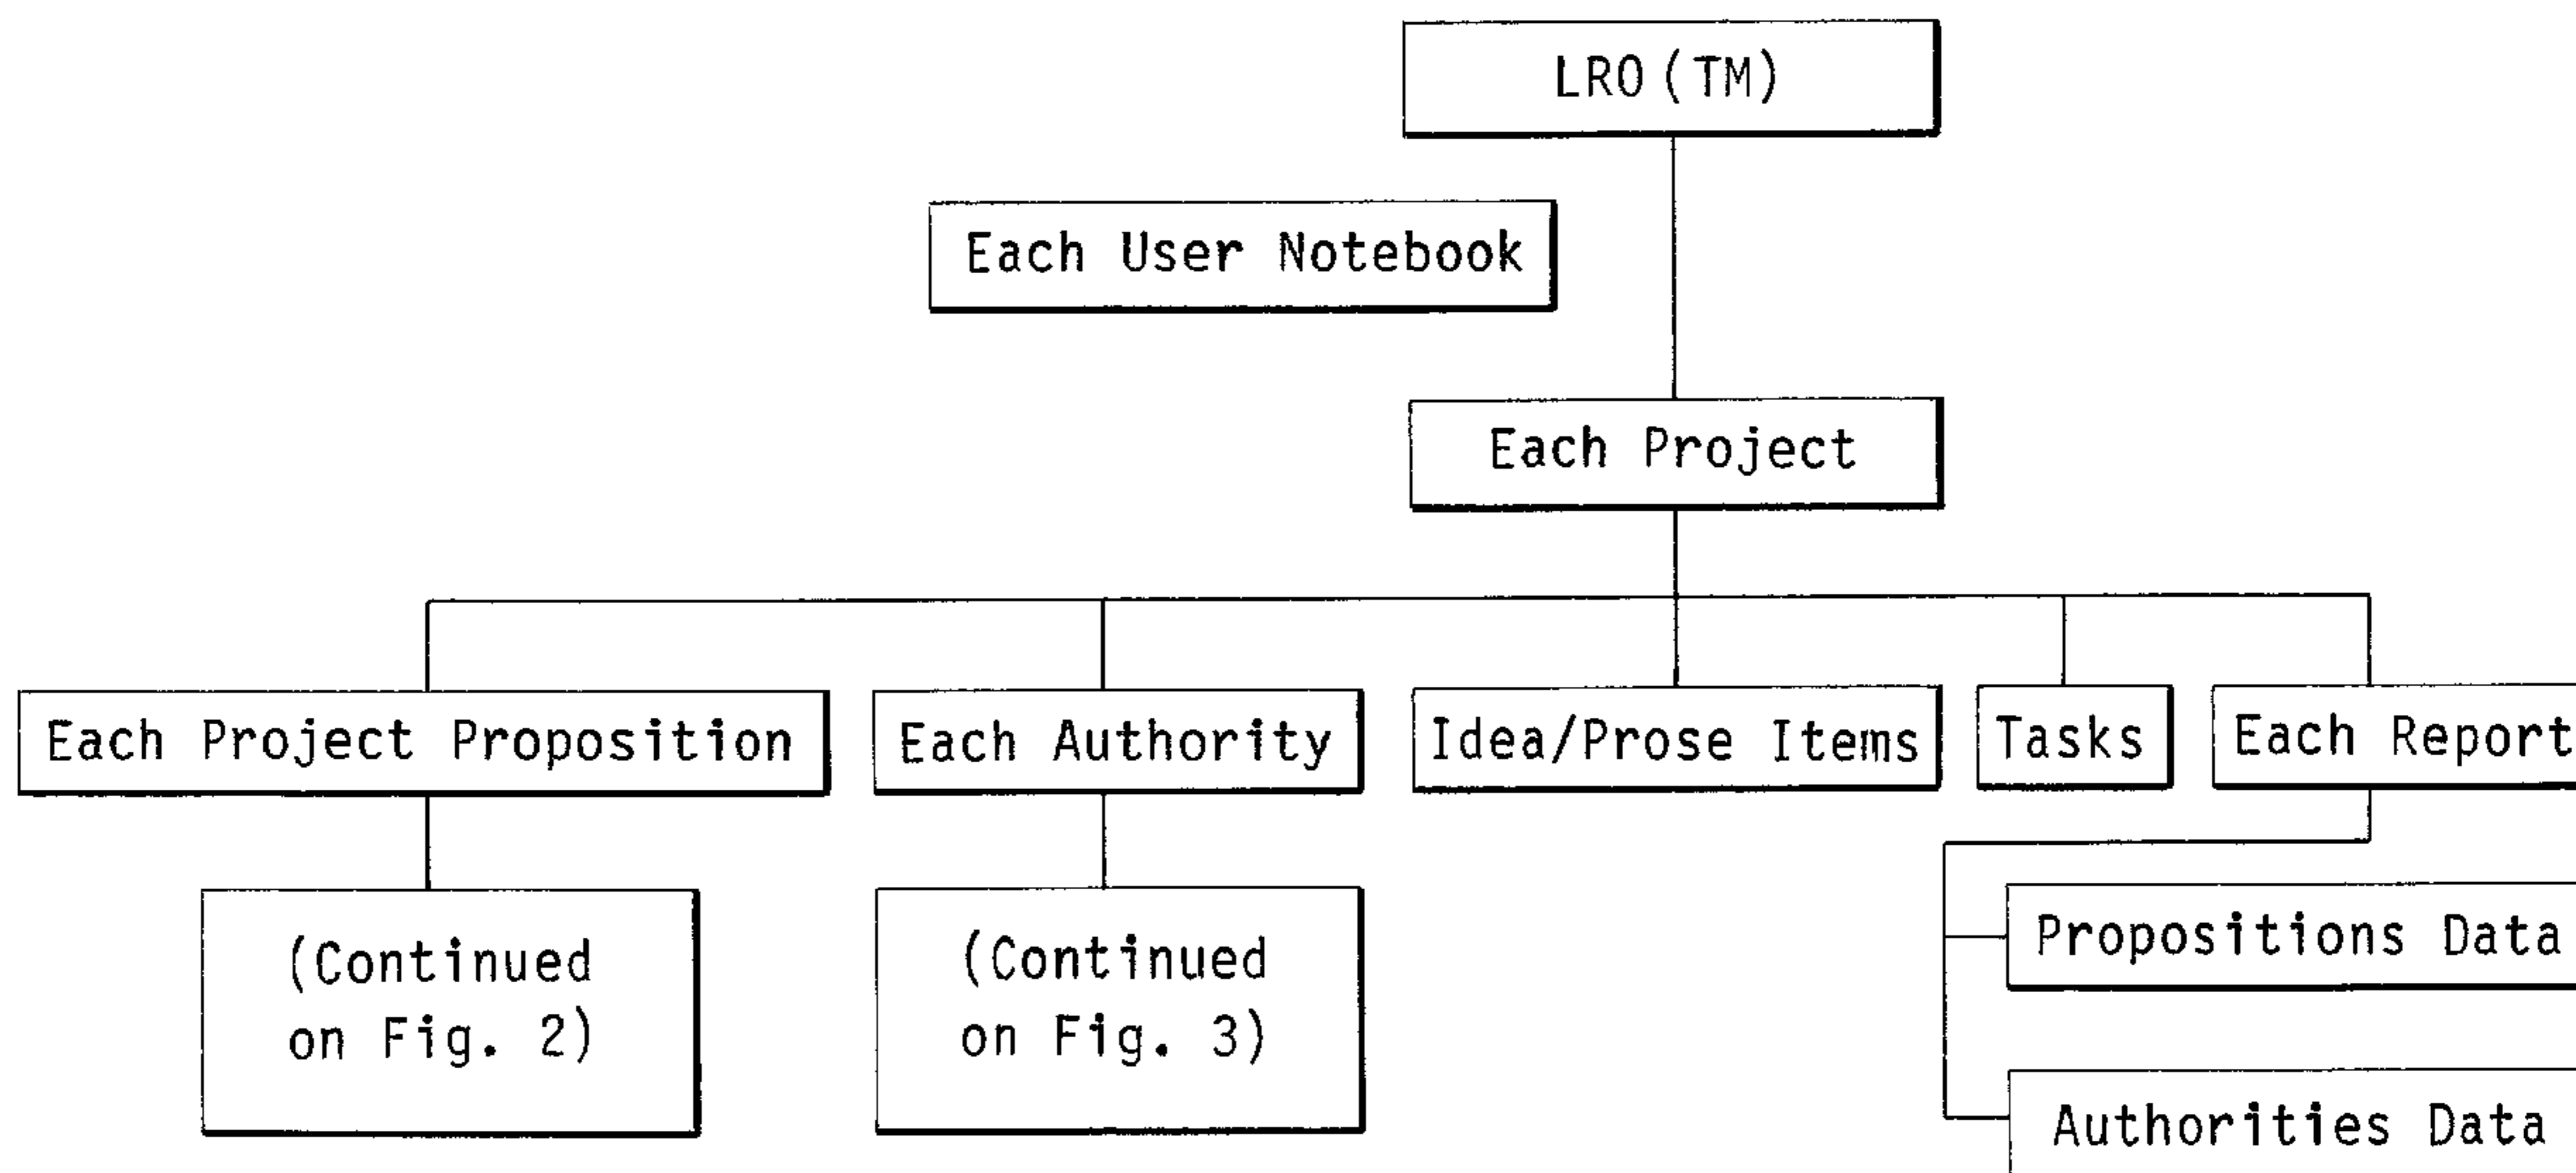 LRO(TM)
Each User Notebook
Each Project
Each Project Proposition
Each Authority
Idea/Prose Items
Tasks
Each Report
(Continued
on Fig. 2)
(Continued
on Fig. 3)
Propositions Data
Authorities Data